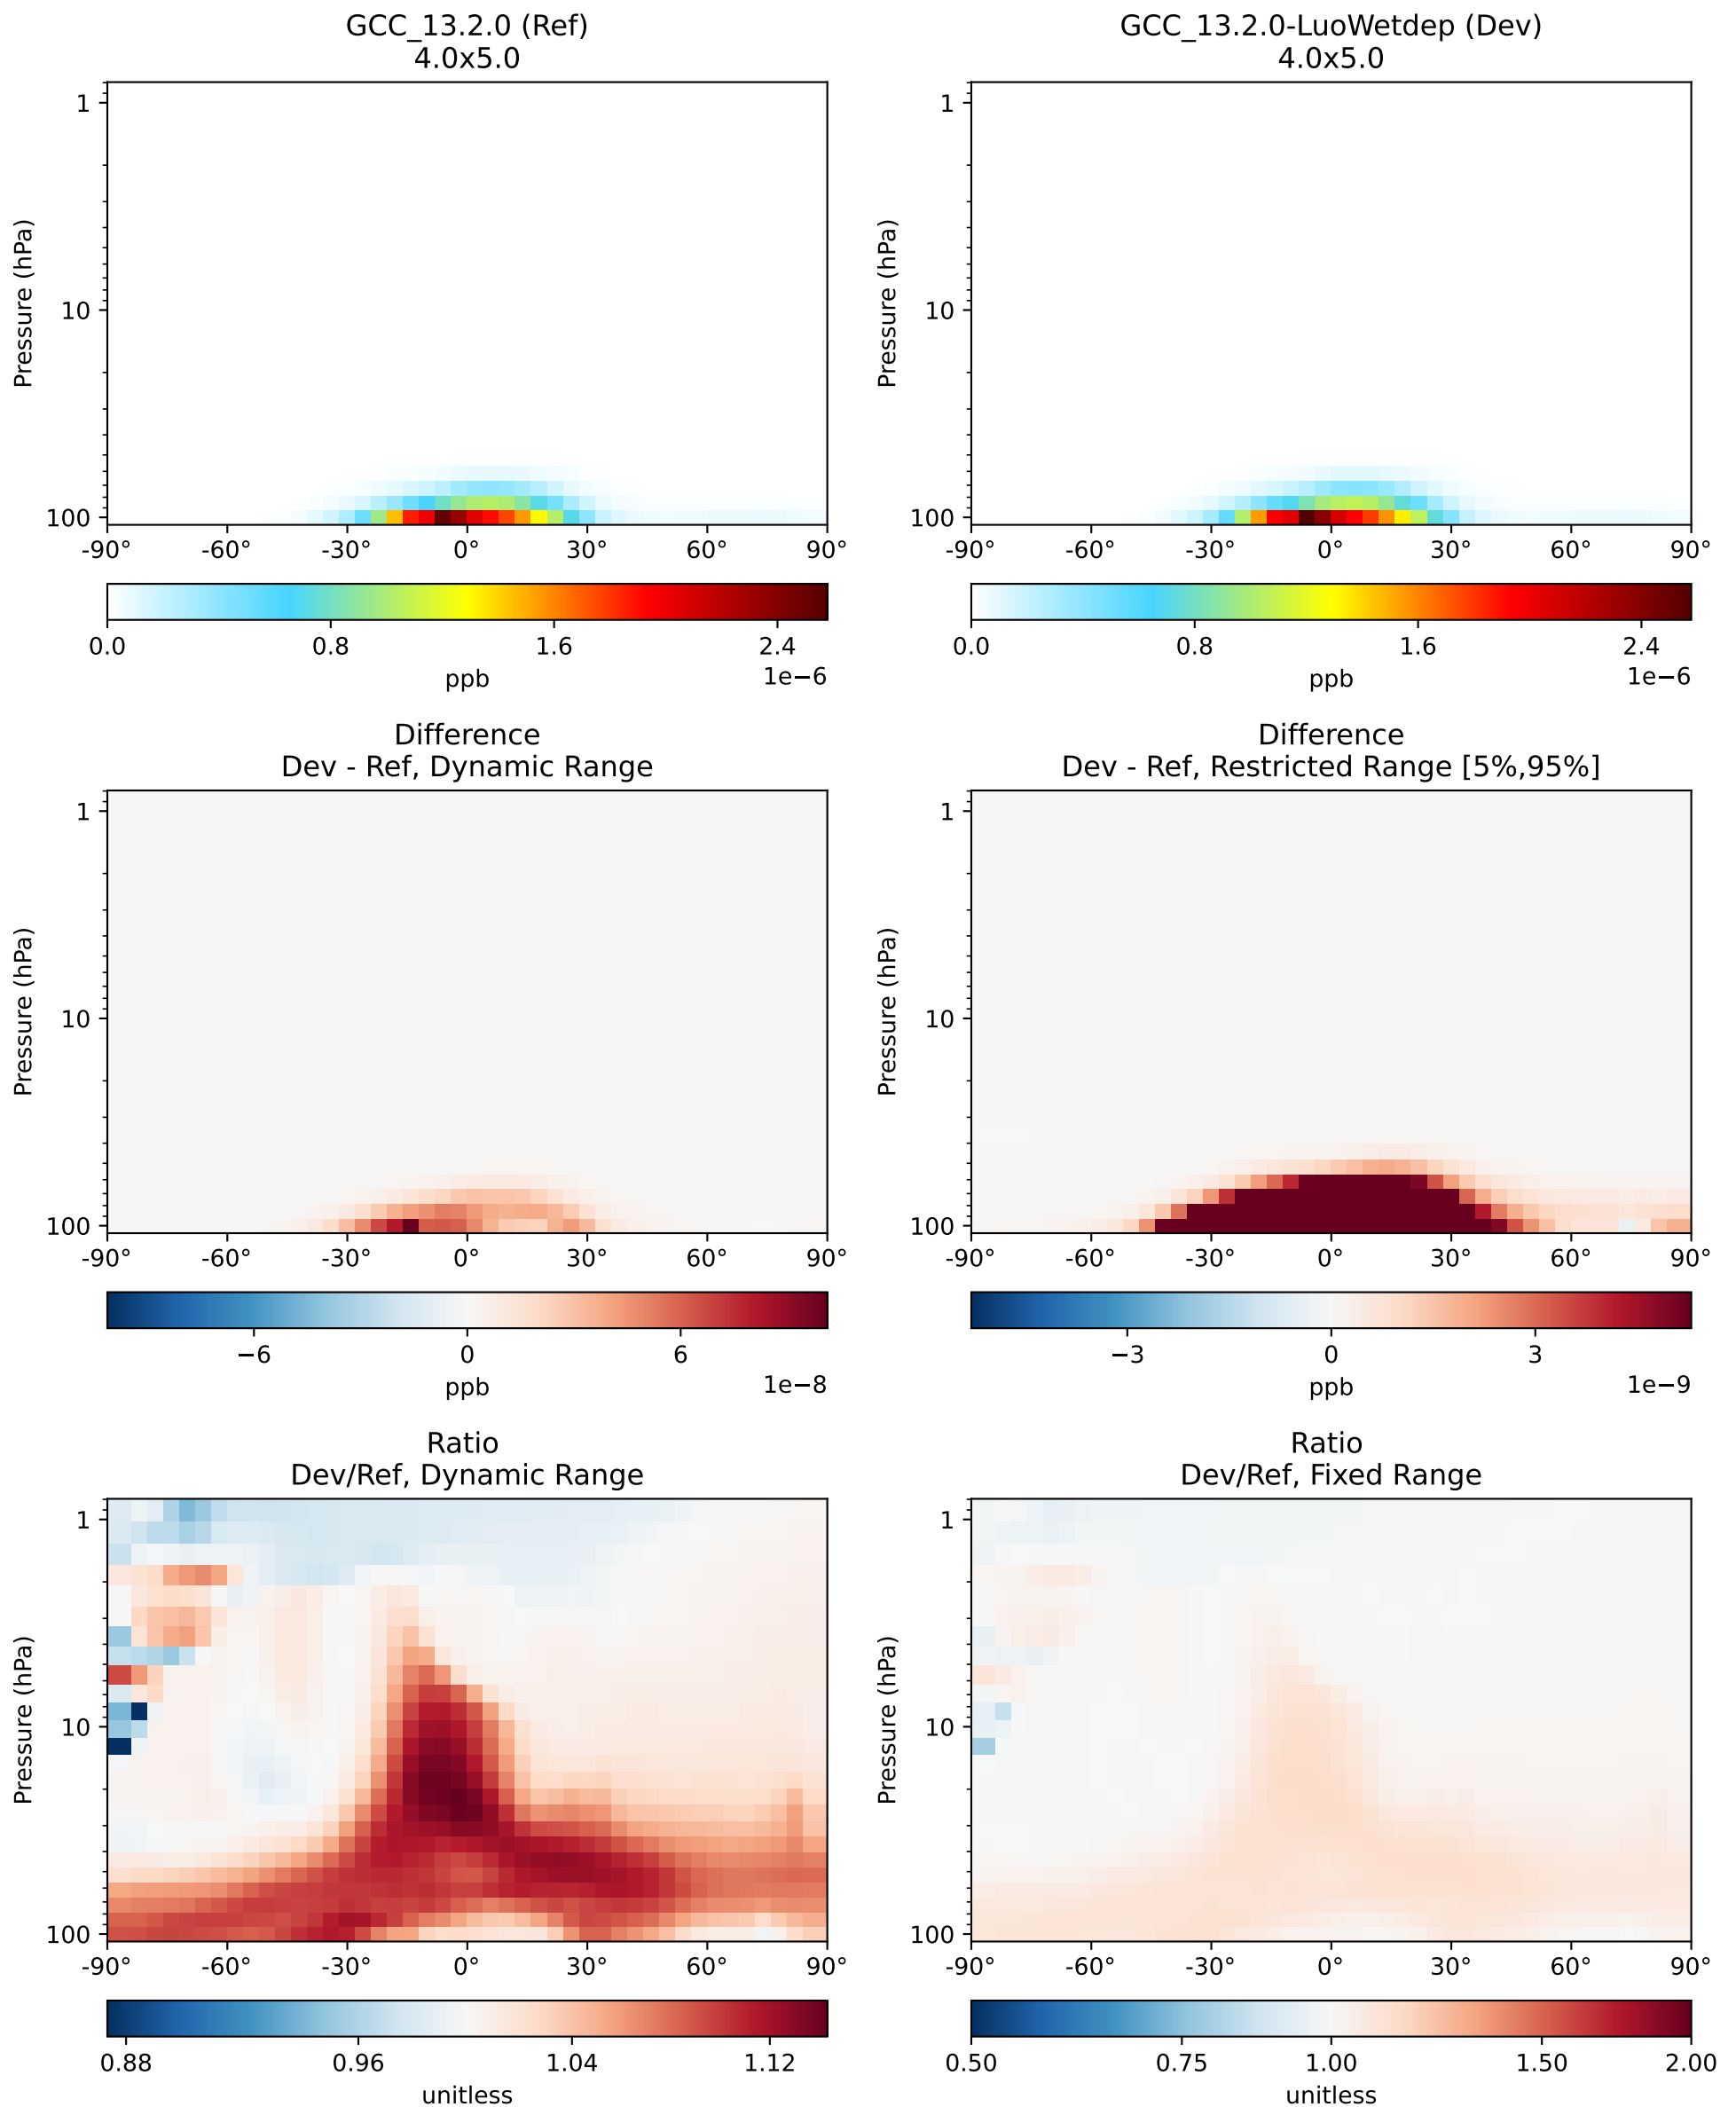 GCC_13.2.0 (Ref)
4.0x5.0
Pressure (hPa)
1
10
100
-90° -60° -30° 0° 30° 60° 90°
0.0 0.8 1.6 2.4
1e−6
ppb
GCC_13.2.0-LuoWetdep (Dev)
4.0x5.0
Pressure (hPa)
1
10
100
-90° -60° -30° 0° 30° 60° 90°
0.0 0.8 1.6 2.4
1e−6
ppb
Difference
Dev - Ref, Dynamic Range
Pressure (hPa)
1
10
100
-90° -60° -30° 0° 30° 60° 90°
−6 0 6
1e−8
ppb
Difference
Dev - Ref, Restricted Range [5%,95%]
Pressure (hPa)
1
10
100
-90° -60° -30° 0° 30° 60° 90°
−3 0 3
1e−9
ppb
Ratio
Dev/Ref, Dynamic Range
Pressure (hPa)
1
10
100
-90° -60° -30° 0° 30° 60° 90°
0.88 0.96 1.04 1.12
unitless
Ratio
Dev/Ref, Fixed Range
Pressure (hPa)
1
10
100
-90° -60° -30° 0° 30° 60° 90°
0.50 0.75 1.00 1.50 2.00
unitless